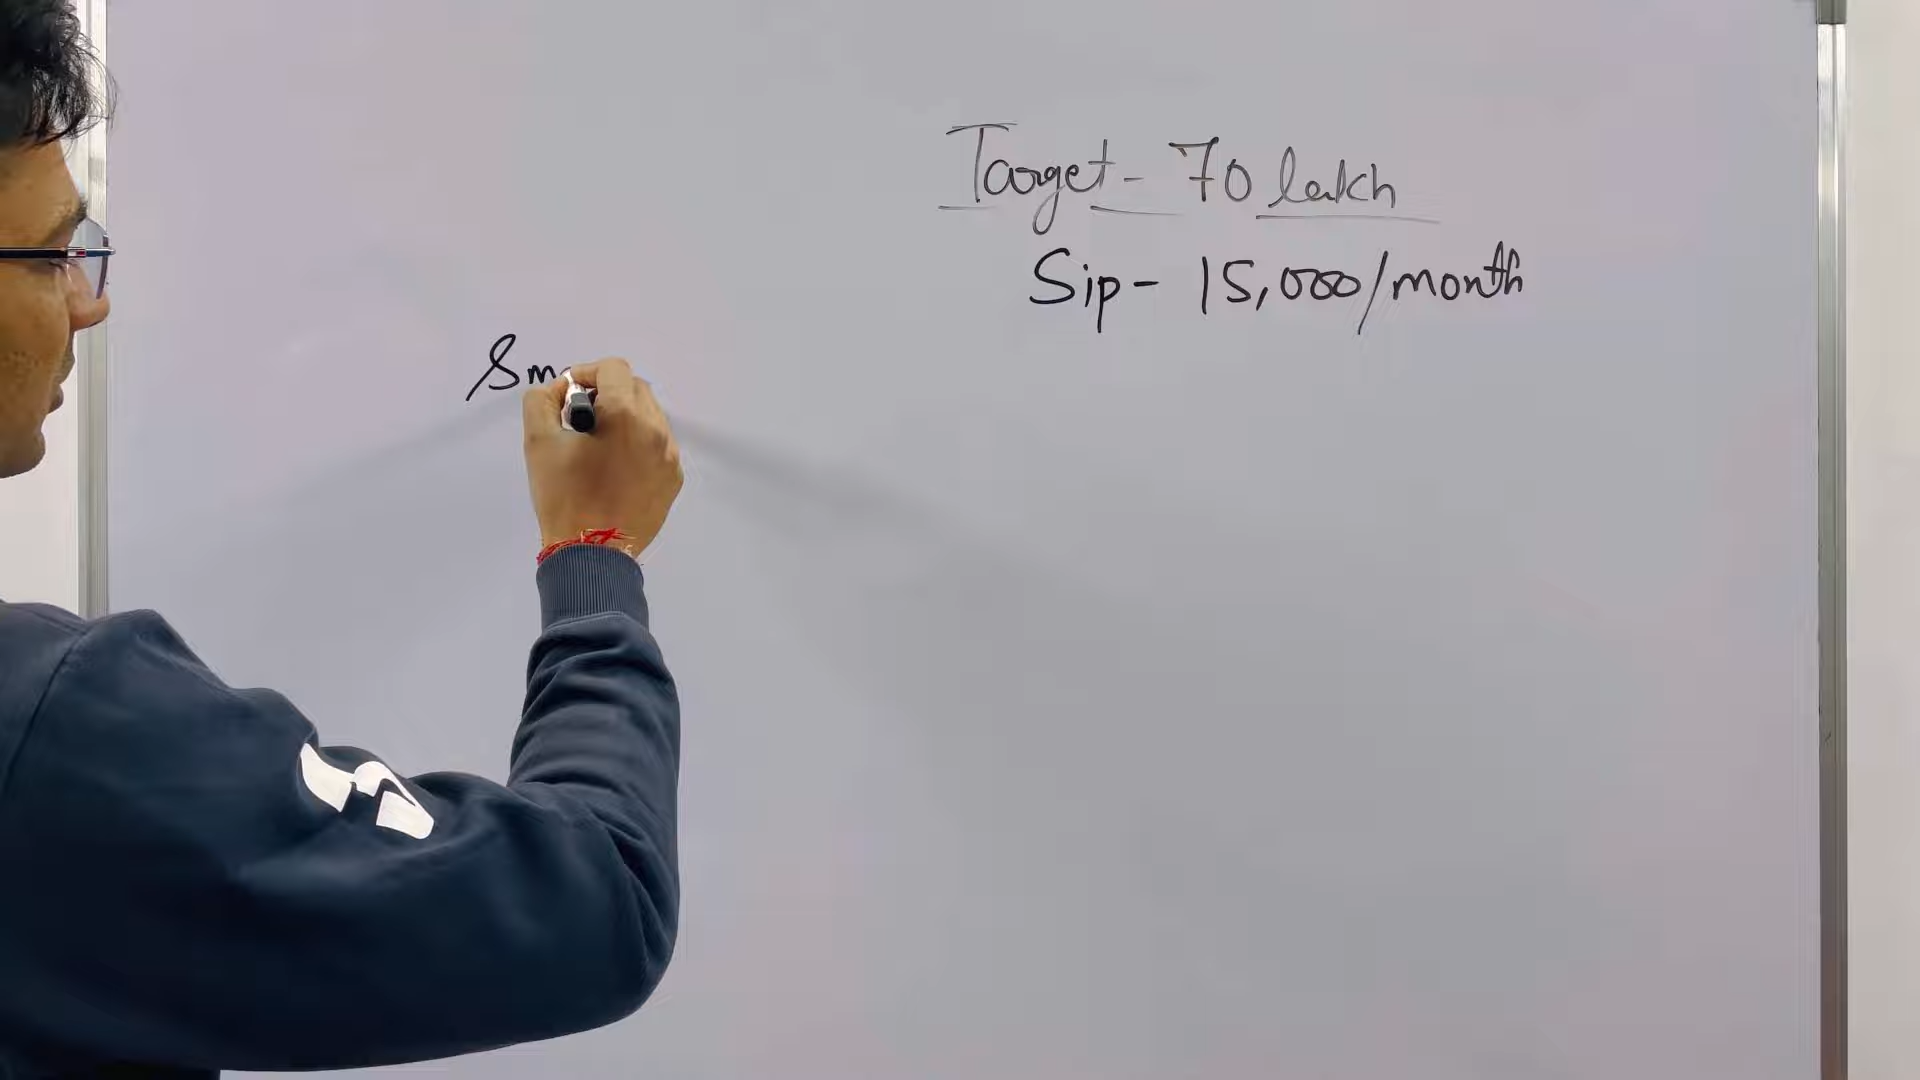 Target - 70 lakh
Sip - 15,000/month